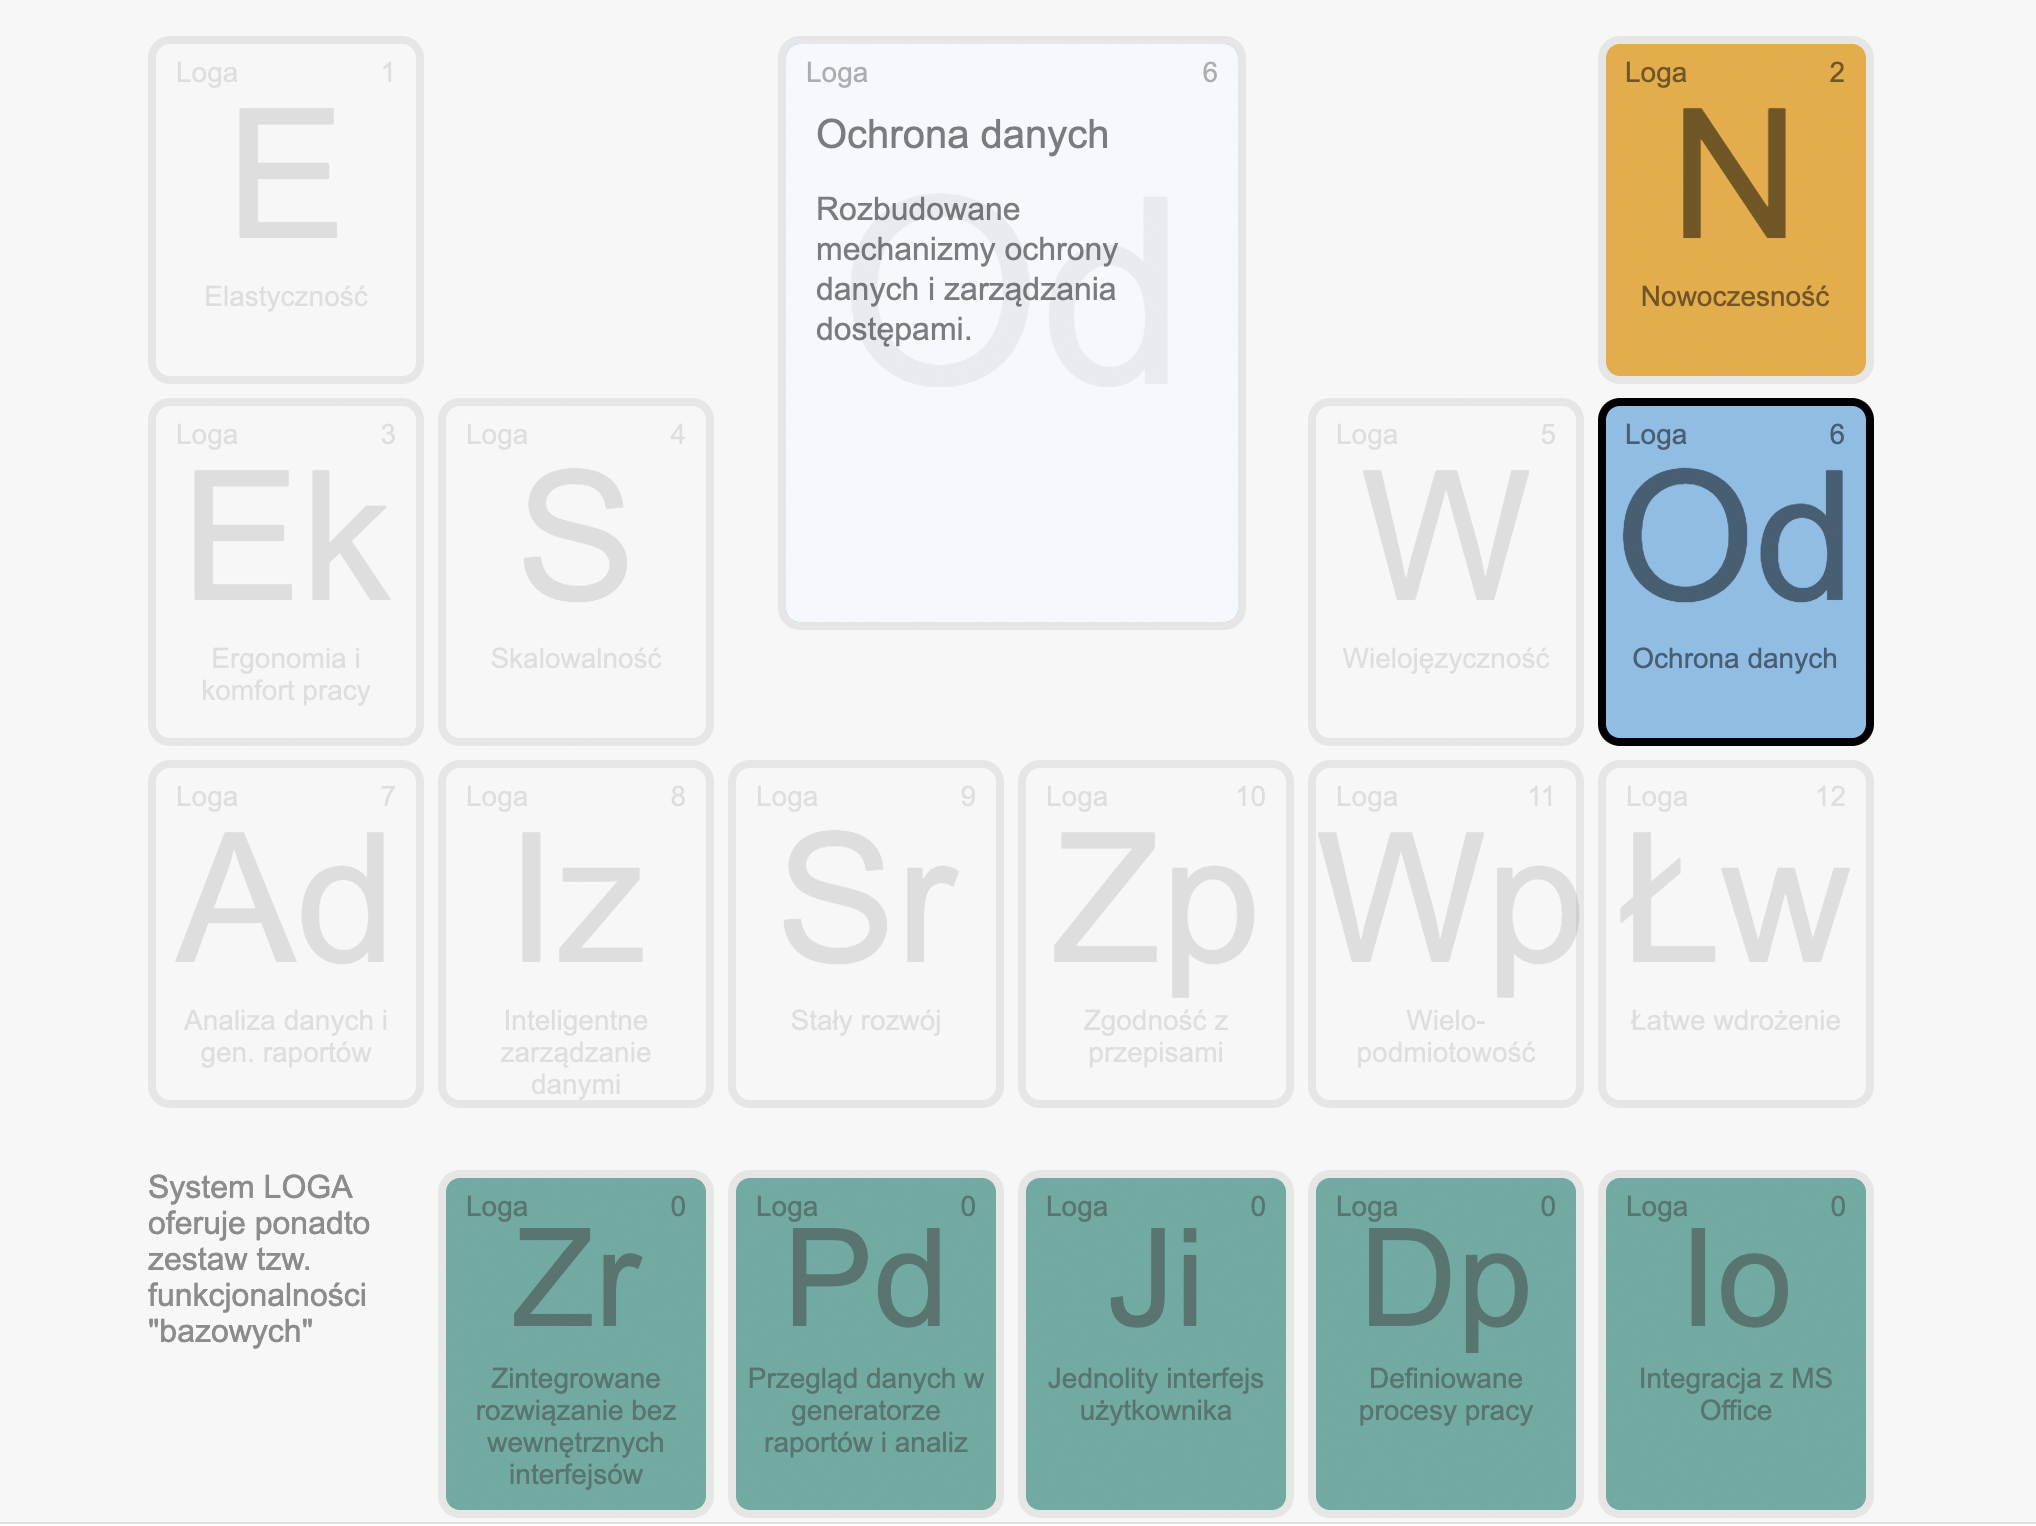 Loga 1
E
Elastyczność
Loga 6
Od
Ochrona danych
Rozbudowane
mechanizmy ochrony
danych i zarządzania
dostępami.
Loga 2
N
Nowoczesność
Loga 3
Ek
Ergonomia i
komfort pracy
Loga 4
S
Skalowalność
Loga 5
W
Wielojęzyczność
Loga 6
Od
Ochrona danych
Loga 7
Ad
Analiza danych i
gen. raportów
Loga 8
Iz
Inteligentne
zarządzanie
danymi
Loga 9
Sr
Stały rozwój
Loga 10
Zp
Zgodność z
przepisami
Loga 11
Wp
Wielo-
podmiotowość
Loga 12
Łw
Łatwe wdrożenie
System LOGA
oferuje ponadto
zestaw tzw.
funkcjonalności
"bazowych"
Loga 0
Zr
Zintegrowane
rozwiązanie bez
wewnętrznych
interfejsów
Loga 0
Pd
Przegląd danych w
generatorze
raportów i analiz
Loga 0
Ji
Jednolity interfejs
użytkownika
Loga 0
Dp
Definiowane
procesy pracy
Loga 0
Io
Integracja z MS
Office